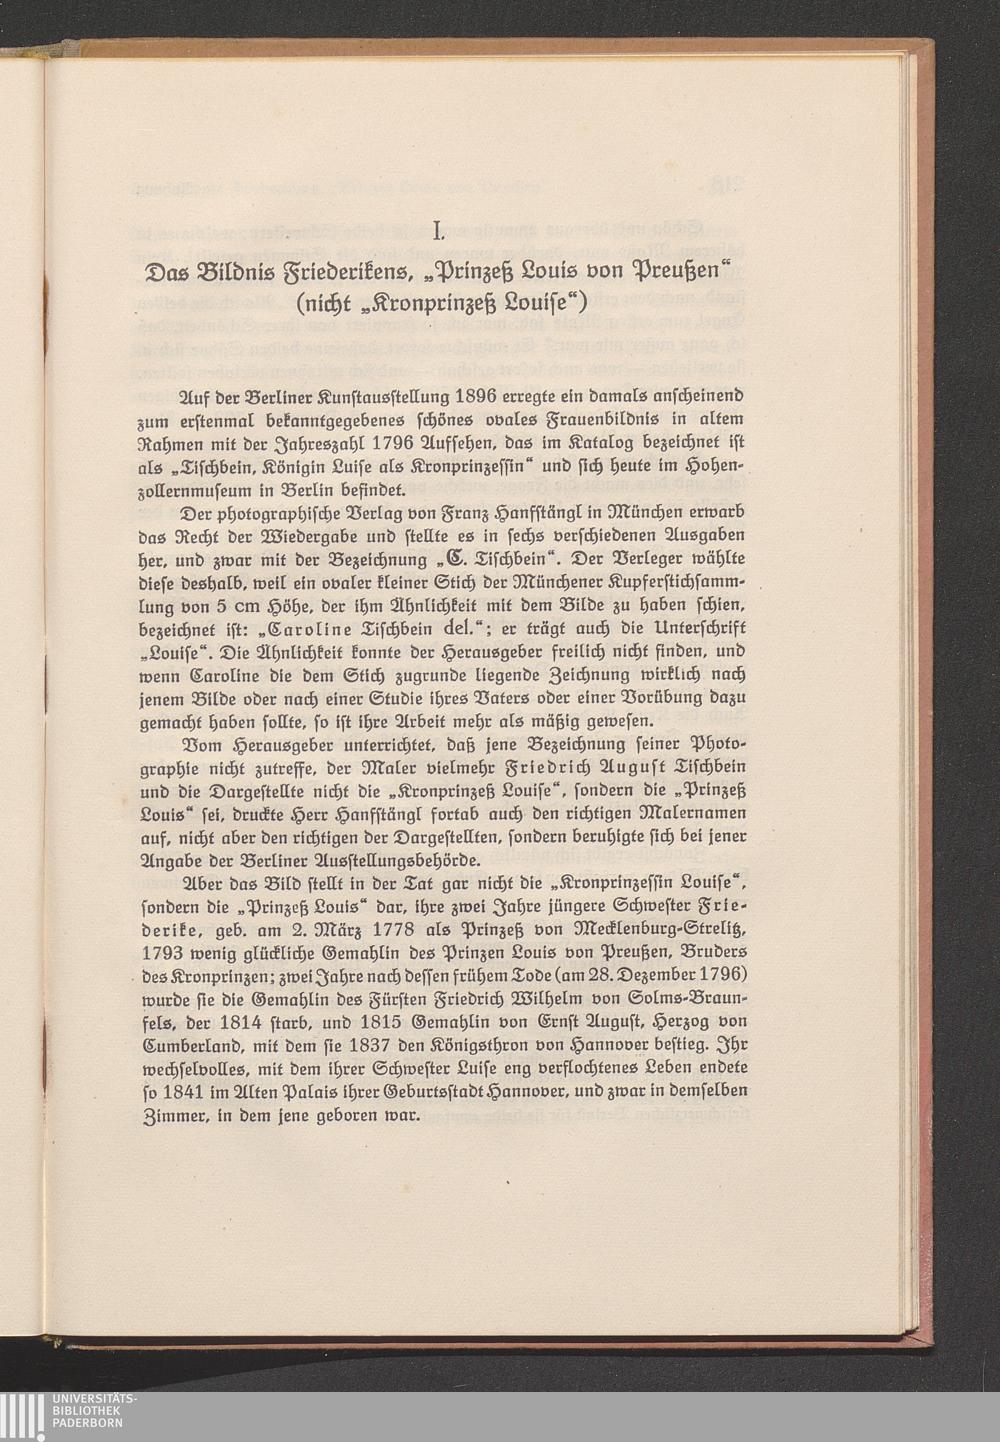 I.
Das Bildnis Friederikens, „Prinzeß Louis von Preußen“
(nicht „Kronprinzeß Louise“)
Auf der Berliner Kunstausstellung 1896 erregte ein damals anscheinend
zum erstenmal bekanntgegebenes schönes ovales Frauenbildnis in altem
Rahmen mit der Jahreszahl 1796 Aufsehen, das im Katalog bezeichnet ist
als „Tischbein, Königin Luise als Kronprinzessin“ und sich heute im Hohen-
zollernmuseum in Berlin befindet.
Der photographische Verlag von Franz Hanfstängl in München erwarb
das Recht der Wiedergabe und stellte es in sechs verschiedenen Ausgaben
her, und zwar mit der Bezeichnung „C. Tischbein“. Der Verleger wählte
diese deshalb, weil ein ovaler kleiner Stich der Münchener Kupferstichsamm-
lung von 5 cm Höhe, der ihm Ähnlichkeit mit dem Bilde zu haben schien,
bezeichnet ist: „Caroline Tischbein del.“; er trägt auch die Unterschrift
„Louise“. Die Ähnlichkeit konnte der Herausgeber freilich nicht finden, und
wenn Caroline die dem Stich zugrunde liegende Zeichnung wirklich nach
jenem Bilde oder nach einer Studie ihres Vaters oder einer Vorübung dazu
gemacht haben sollte, so ist ihre Arbeit mehr als mäßig gewesen.
Vom Herausgeber unterrichtet, daß jene Bezeichnung seiner Photo-
graphie nicht zutreffe, der Maler vielmehr Friedrich August Tischbein
und die Dargestellte nicht die „Kronprinzeß Louise“, sondern die „Prinzeß
Louis“ sei, druckte Herr Hanfstängl fortab auch den richtigen Malernamen
auf, nicht aber den richtigen der Dargestellten, sondern beruhigte sich bei jener
Angabe der Berliner Ausstellungsbehörde.
Aber das Bild stellt in der Tat gar nicht die „Kronprinzessin Louise“,
sondern die „Prinzeß Louis“ dar, ihre zwei Jahre jüngere Schwester Frie-
derike, geb. am 2. März 1778 als Prinzeß von Mecklenburg-Strelitz,
1793 wenig glückliche Gemahlin des Prinzen Louis von Preußen, Bruders
des Kronprinzen; zwei Jahre nach dessen frühem Tode (am 28. Dezember 1796)
wurde sie die Gemahlin des Fürsten Friedrich Wilhelm von Solms-Braun-
fels, der 1814 starb, und 1815 Gemahlin von Ernst August, Herzog von
Cumberland, mit dem sie 1837 den Königsthron von Hannover bestieg. Ihr
wechselvolles, mit dem ihrer Schwester Luise eng verflochtenes Leben endete
so 1841 im Alten Palais ihrer Geburtsstadt Hannover, und zwar in demselben
Zimmer, in dem jene geboren war.
UNIVERSITÄTS-
BIBLIOTHEK
PADERBORN